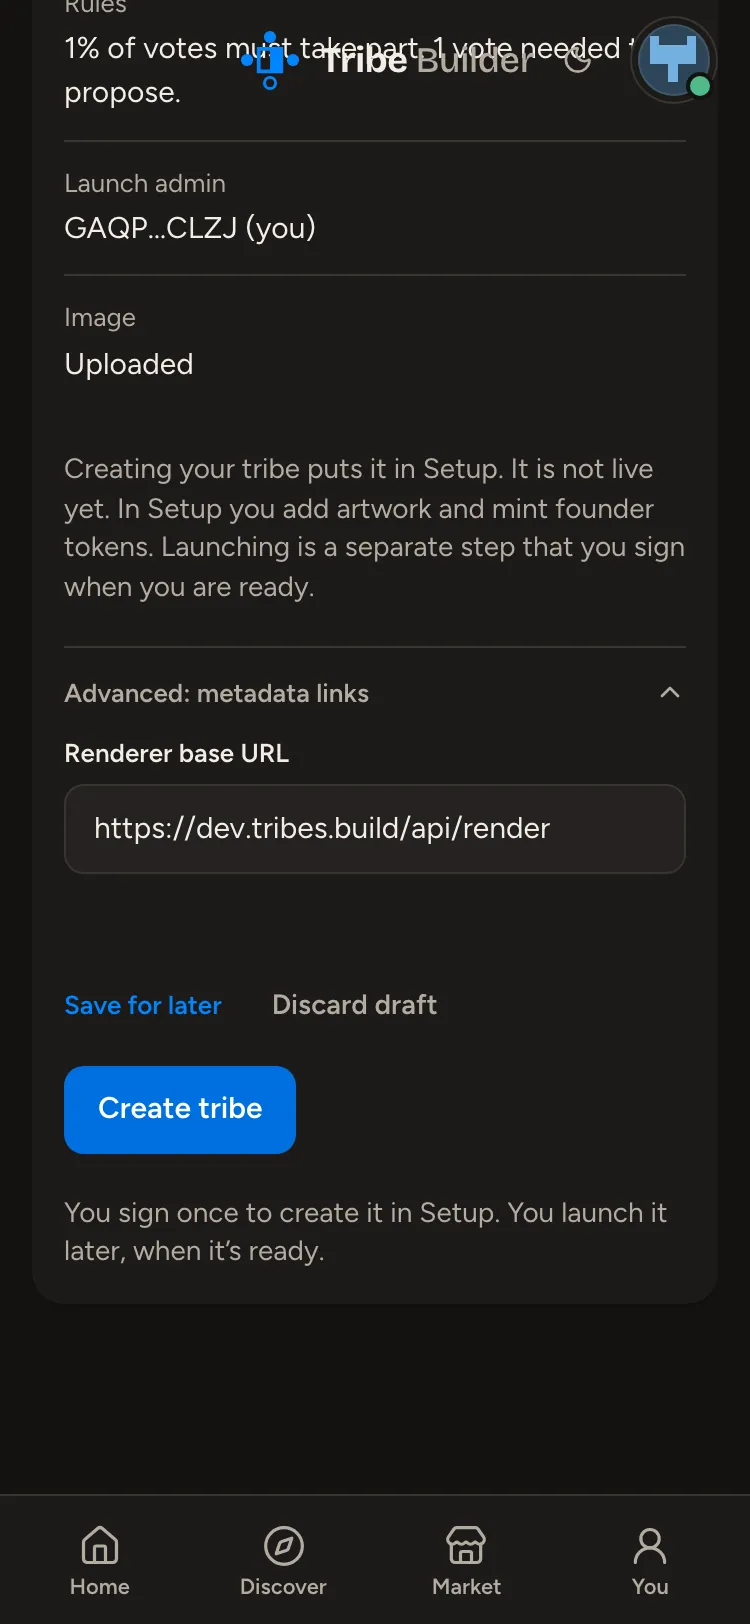 Rules
1% of votes must take part. 1 vote needed
Tribe Builder
propose.
Launch admin
GAQP...CLZJ (you)
Image
Uploaded
Creating your tribe puts it in Setup. It is not live
yet. In Setup you add artwork and mint founder
tokens. Launching is a separate step that you sign
when you are ready.
Advanced: metadata links
Renderer base URL
https://dev.tribes.build/api/render
Save for later
Discard draft
Create tribe
You sign once to create it in Setup. You launch it
later, when it’s ready.
Home
Discover
Market
You